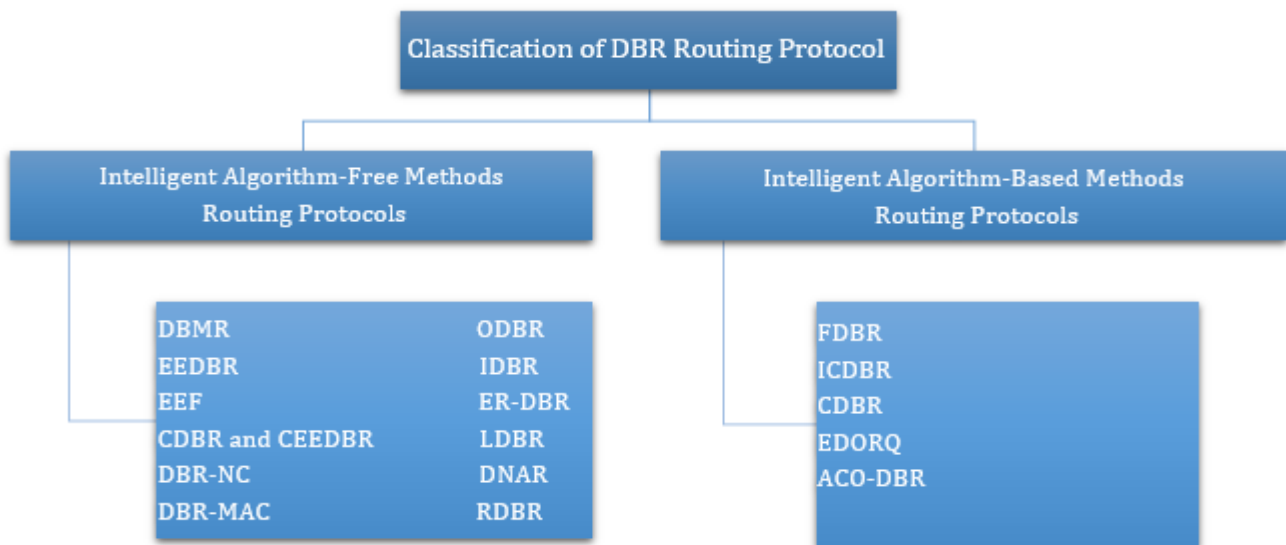 Classification of DBR Routing Protocol
Intelligent Algorithm-Free Methods
Routing Protocols
Intelligent Algorithm-Based Methods
Routing Protocols
DBMR
EEDBR
EEF
CDBR and CEEDBR
DBR-NC
DBR-MAC
ODBR
IDBR
ER-DBR
LDBR
DNAR
RDBR
FDBR
ICDBR
CDBR
EDORQ
ACO-DBR